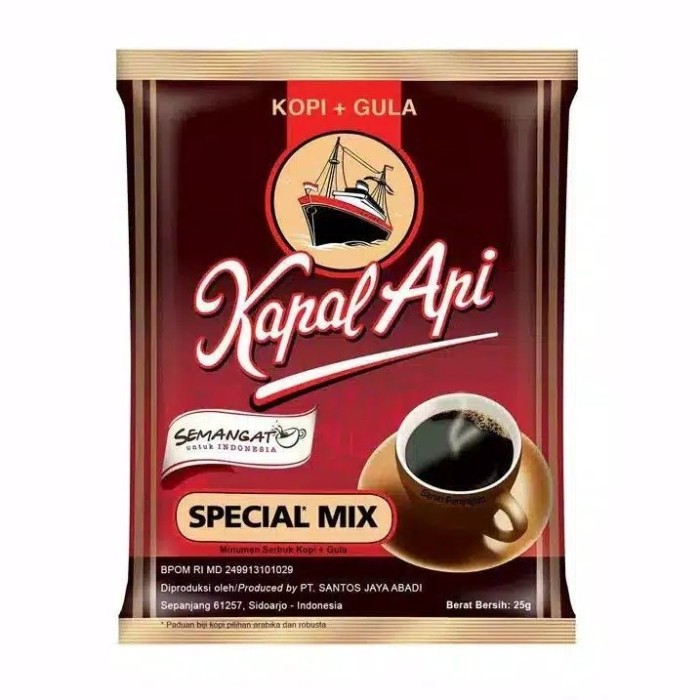 KOPI + GULA
Kapal Api
SEMANGAT
untuk INDONESIA
SPECIAL* MIX
Minuman Serbuk Kopi + Gula
BPOM RI MD 249913101029
Diproduksi oleh/Produced by PT. SANTOS JAYA ABADI
Sepanjang 61257, Sidoarjo - Indonesia
Berat Bersih: 25g
* Paduan biji kopi pilihan arabika dan robusta